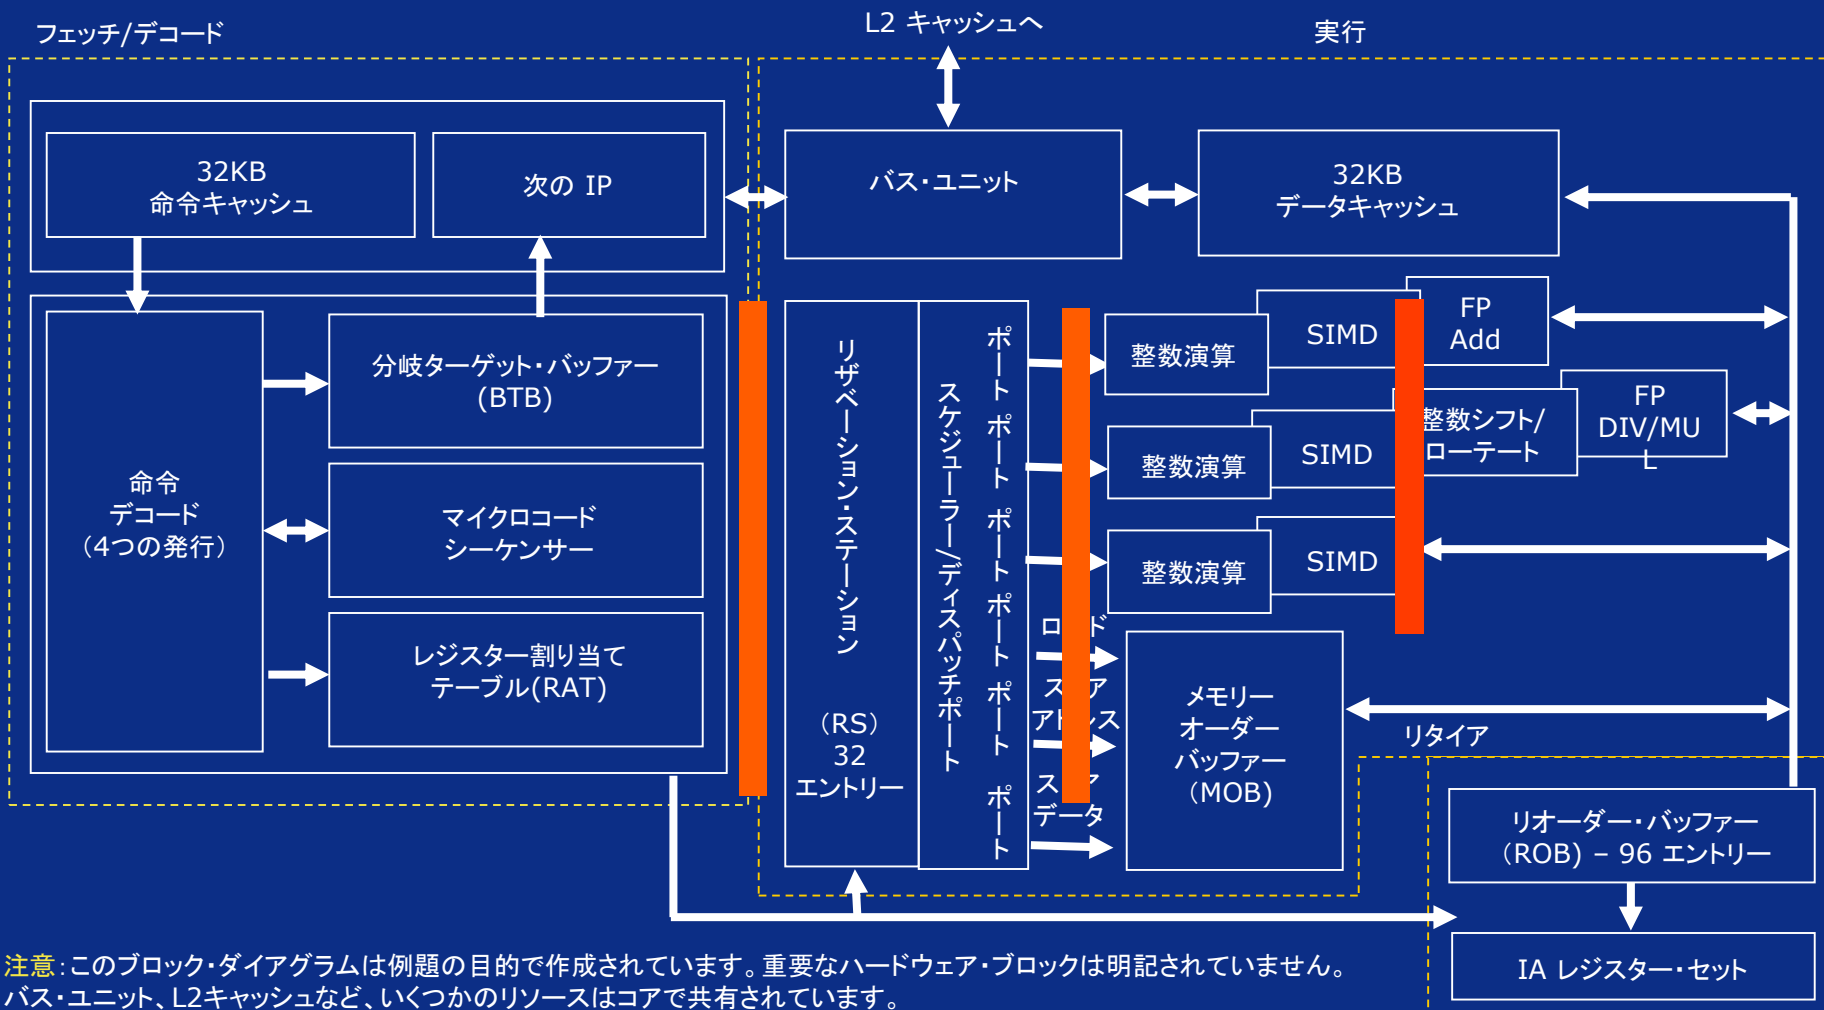 フェッチ/デコード
L2 キャッシュへ
実行
32KB
命令キャッシュ
次の IP
バス・ユニット
32KB
データキャッシュ
命令
デコード
（4つの発行）
分岐ターゲット・バッファー
(BTB)
マイクロコード
シーケンサー
レジスター割り当て
テーブル(RAT)
リザベーション・ステーション
（RS）
32
エントリー
スケジューラー/ディスパッチポート
ポート
ポート
ポート
ポート
ポート
ポート
整数演算
SIMD
FP
Add
整数演算
SIMD
整数シフト/
ローテート
FP
DIV/MU
L
整数演算
SIMD
ロード
ストア
アドレス
ストア
データ
メモリー
オーダー
バッファー
（MOB)
リタイア
リオーダー・バッファー
（ROB) – 96 エントリー
IA レジスター・セット
注意：このブロック・ダイアグラムは例題の目的で作成されています。重要なハードウェア・ブロックは明記されていません。
バス・ユニット、L2キャッシュなど、いくつかのリソースはコアで共有されています。